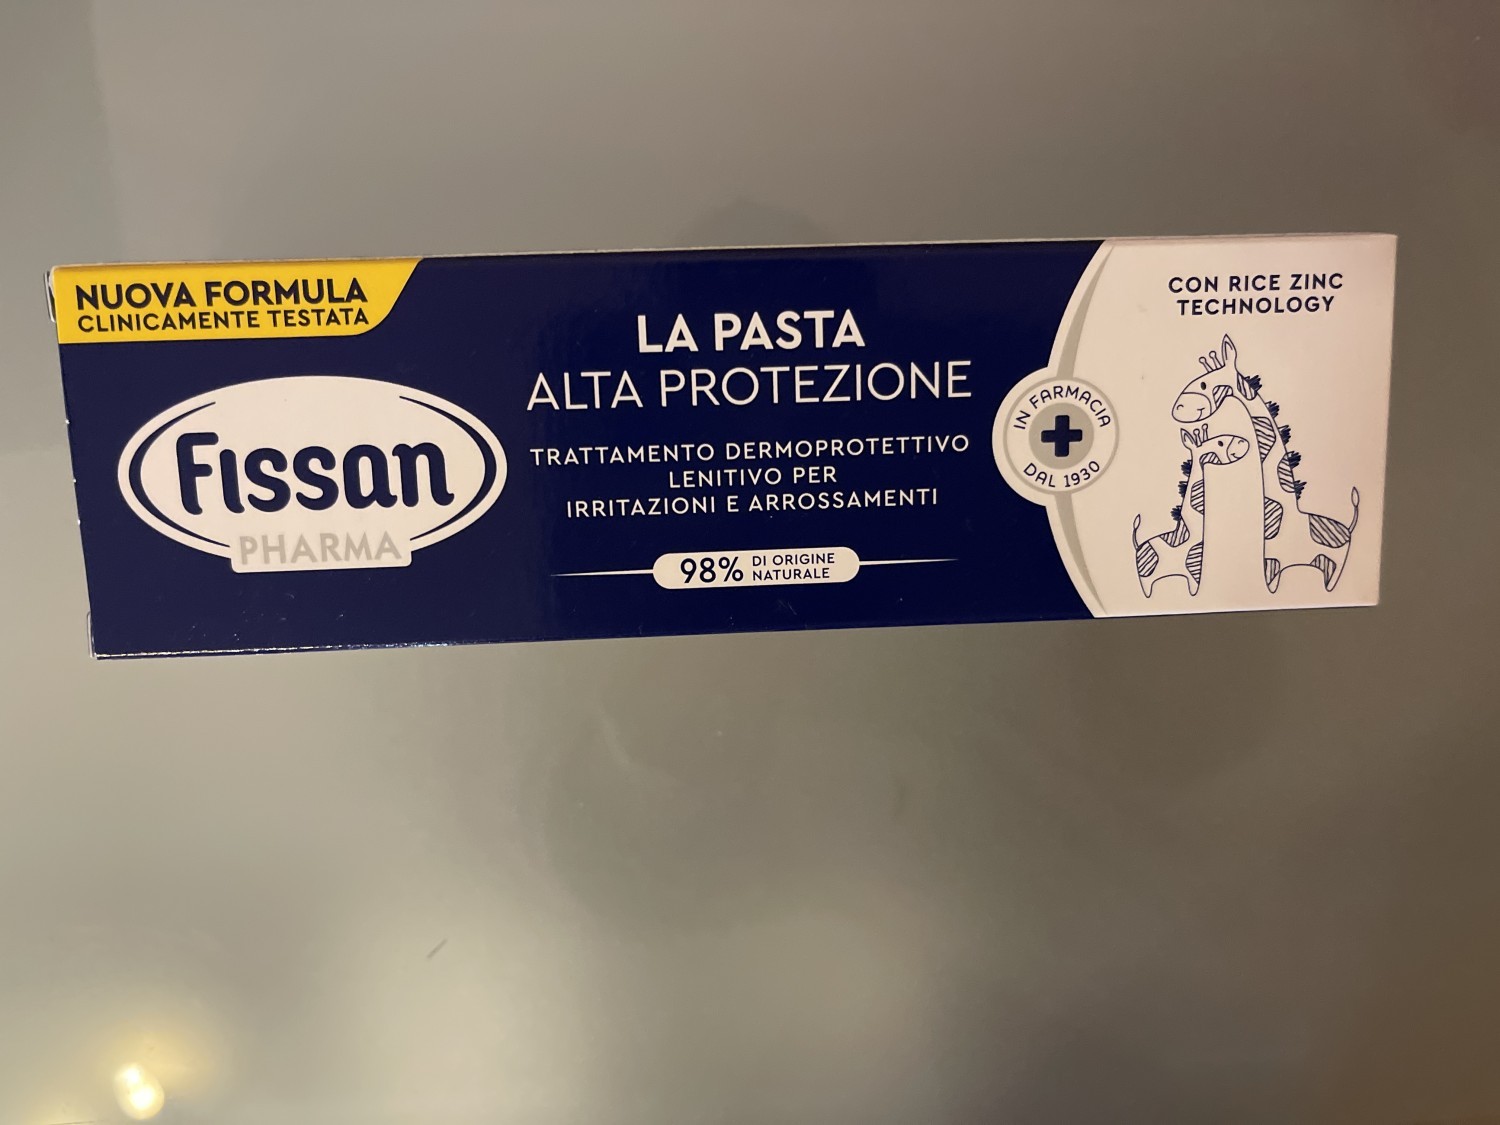 NUOVA FORMULA
CLINICAMENTE TESTATA
Fissan
PHARMA
LA PASTA
ALTA PROTEZIONE
TRATTAMENTO DERMOPROTETTIVO
LENITIVO PER
IRRITAZIONI E ARROSSAMENTI
98% DI ORIGINE
NATURALE
IN FARMACIA
DAL 1930
CON RICE ZINC
TECHNOLOGY